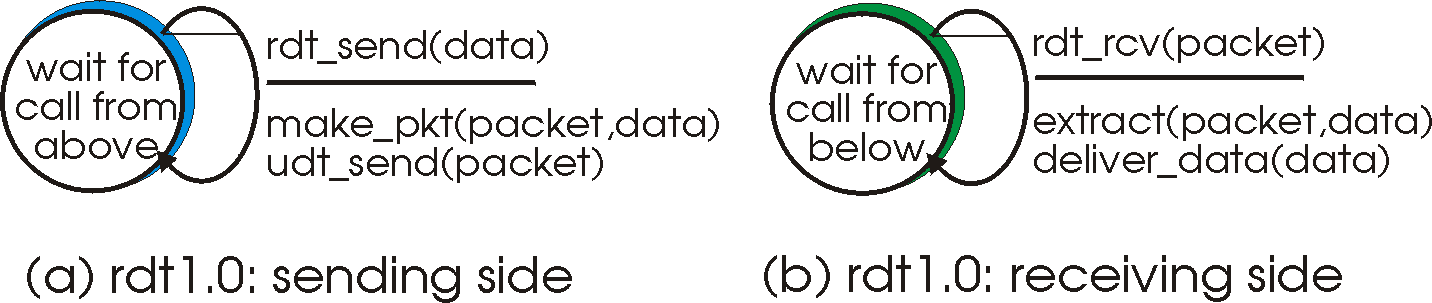 wait for
call from
above
rdt_send(data)
make_pkt(packet,data)
udt_send(packet)
(a) rdt1.0: sending side
wait for
call from
below
rdt_rcv(packet)
extract(packet,data)
deliver_data(data)
(b) rdt1.0: receiving side